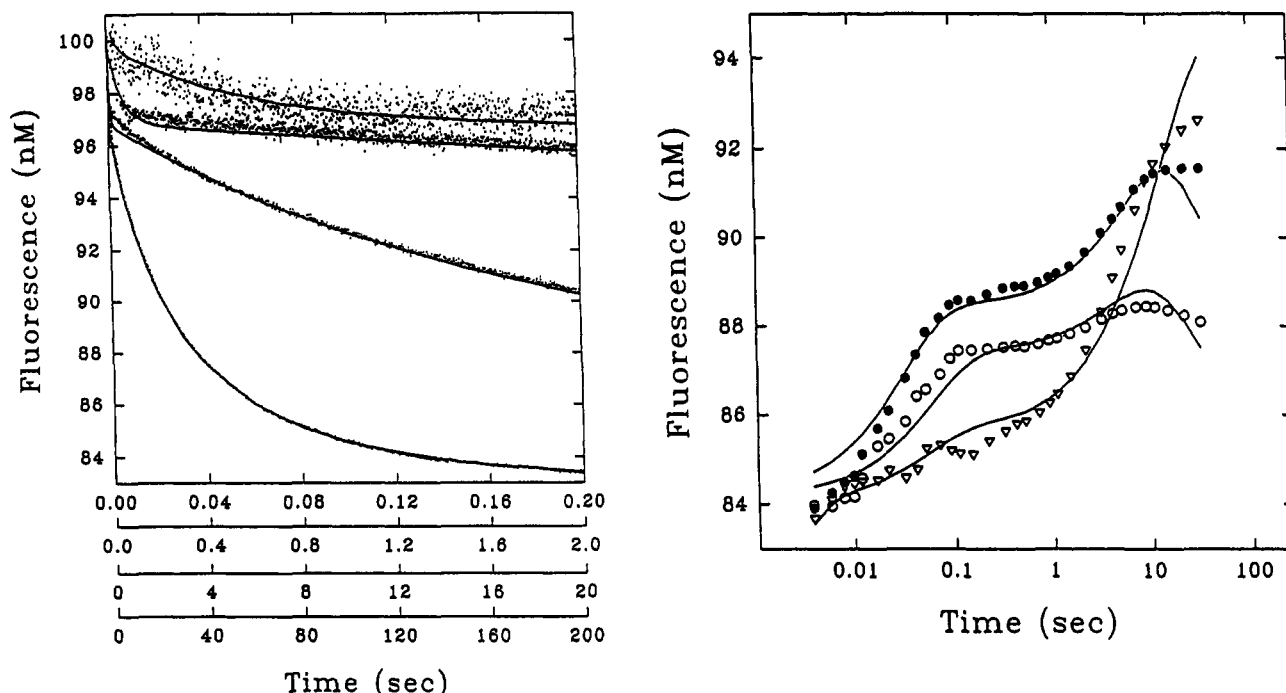 Fluorescence (nM)
100
98
96
94
92
90
88
86
84
0.00 0.04 0.08 0.12 0.16 0.20
0.0 0.4 0.8 1.2 1.6 2.0
0 4 8 12 16 20
0 40 80 120 160 200
Time (sec)
Fluorescence (nM)
94
92
90
88
86
84
0.01 0.1 1 10 100
Time (sec)